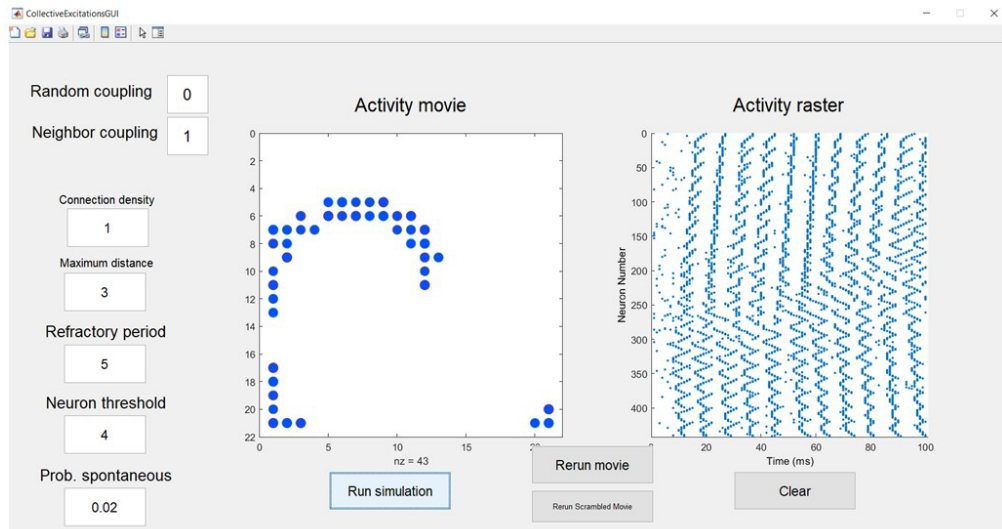 CollectiveExcitationsGUI
Random coupling 0
Neighbor coupling 1
Connection density
1
Maximum distance
3
Refractory period
5
Neuron threshold
4
Prob. spontaneous
0.02
Activity movie
0
2
4
6
8
10
12
14
16
18
20
22
0 5 10 15
nz = 43
Run simulation
Rerun movie
Rerun Scrambled Movie
Activity raster
Neuron Number
0
50
100
150
200
250
300
350
400
20 40 60 80 100
Time (ms)
Clear